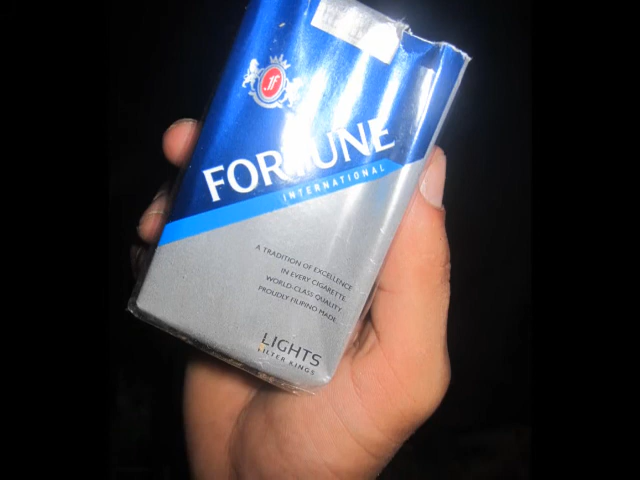 FORTUNE
INTERNATIONAL
A TRADITION OF EXCELLENCE
IN EVERY CIGARETTE.
WORLD-CLASS QUALITY.
PROUDLY FILIPINO MADE.
LIGHTS
FILTER KINGS